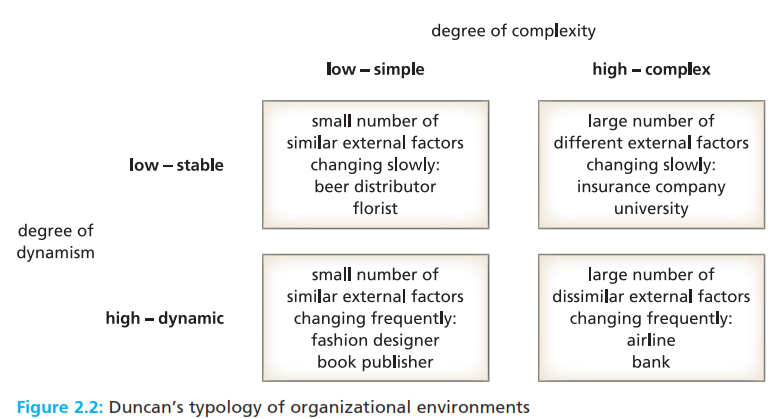 degree of complexity
low – simple
high – complex
low – stable
small number of
similar external factors
changing slowly:
beer distributor
florist
large number of
different external factors
changing slowly:
insurance company
university
degree of
dynamism
high – dynamic
small number of
similar external factors
changing frequently:
fashion designer
book publisher
large number of
dissimilar external factors
changing frequently:
airline
bank
Figure 2.2: Duncan's typology of organizational environments